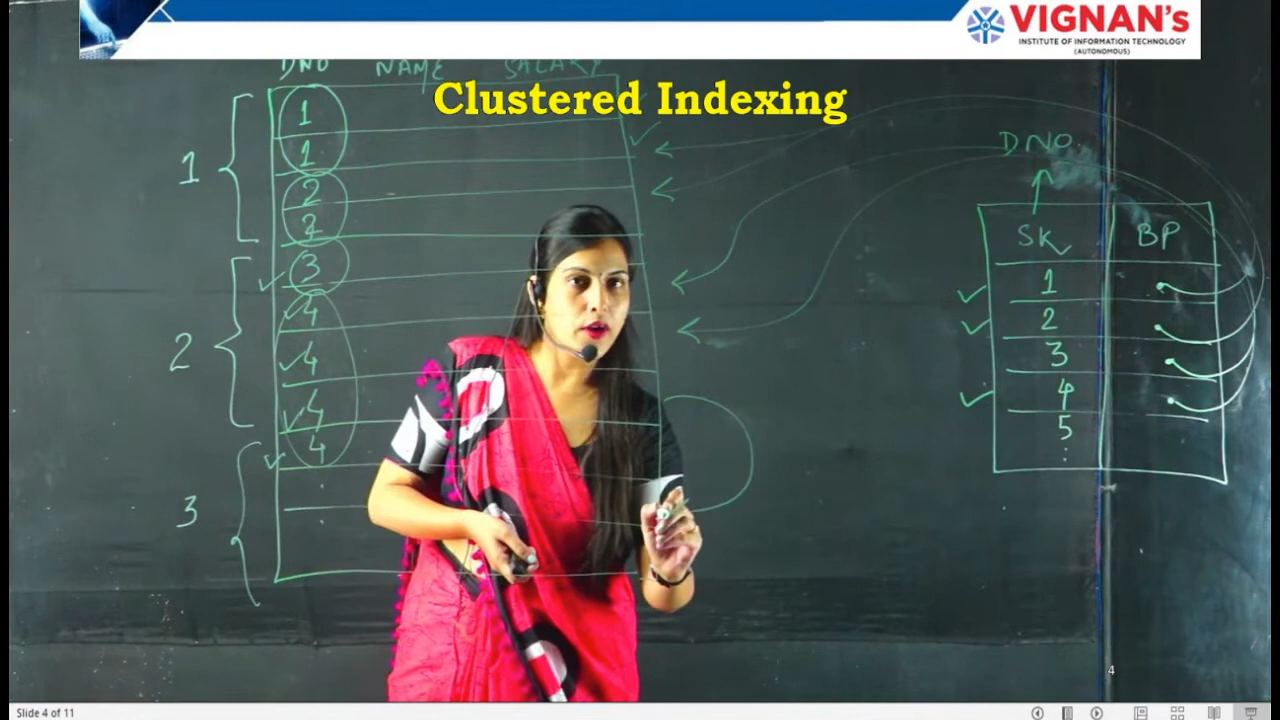 VIGNAN's
INSTITUTE OF INFORMATION TECHNOLOGY
(AUTONOMOUS)
DNO NAME SALARY
Clustered Indexing
1
1
2
2
3
4
4
4
4
1
2
3
DNO
SK BP
1
2
3
4
5
4
Slide 4 of 11